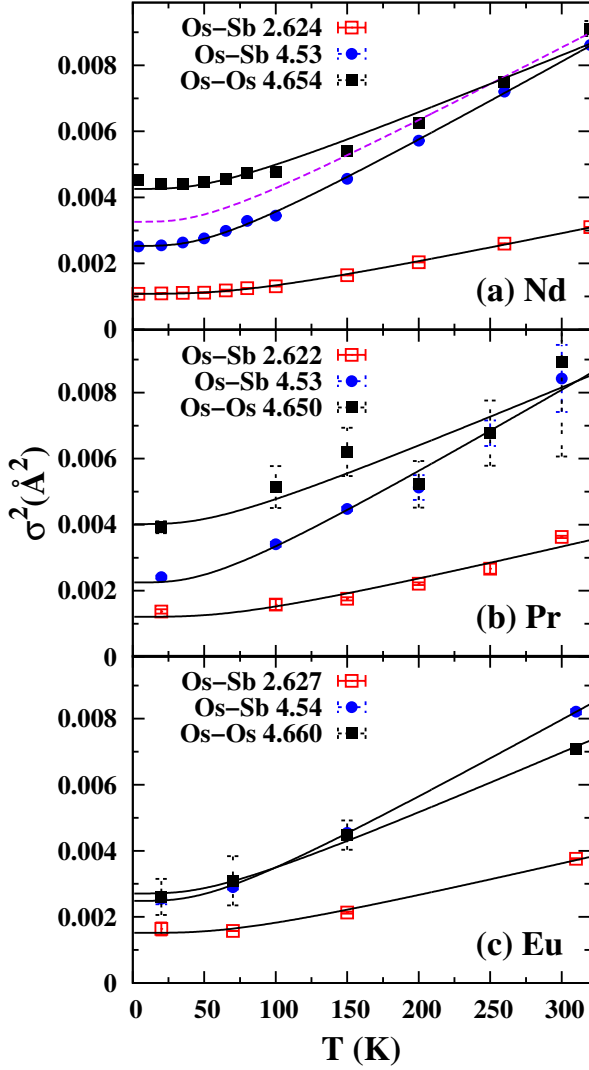 Os−Sb 2.624
Os−Sb 4.53
Os−Os 4.654
0.008
0.006
0.004
0.002
0
(a) Nd
Os−Sb 2.622
Os−Sb 4.53
Os−Os 4.650
0.008
0.006
0.004
0.002
0
(b) Pr
σ²(Å²)
Os−Sb 2.627
Os−Sb 4.54
Os−Os 4.660
0.008
0.006
0.004
0.002
0
(c) Eu
0 50 100 150 200 250 300
T (K)